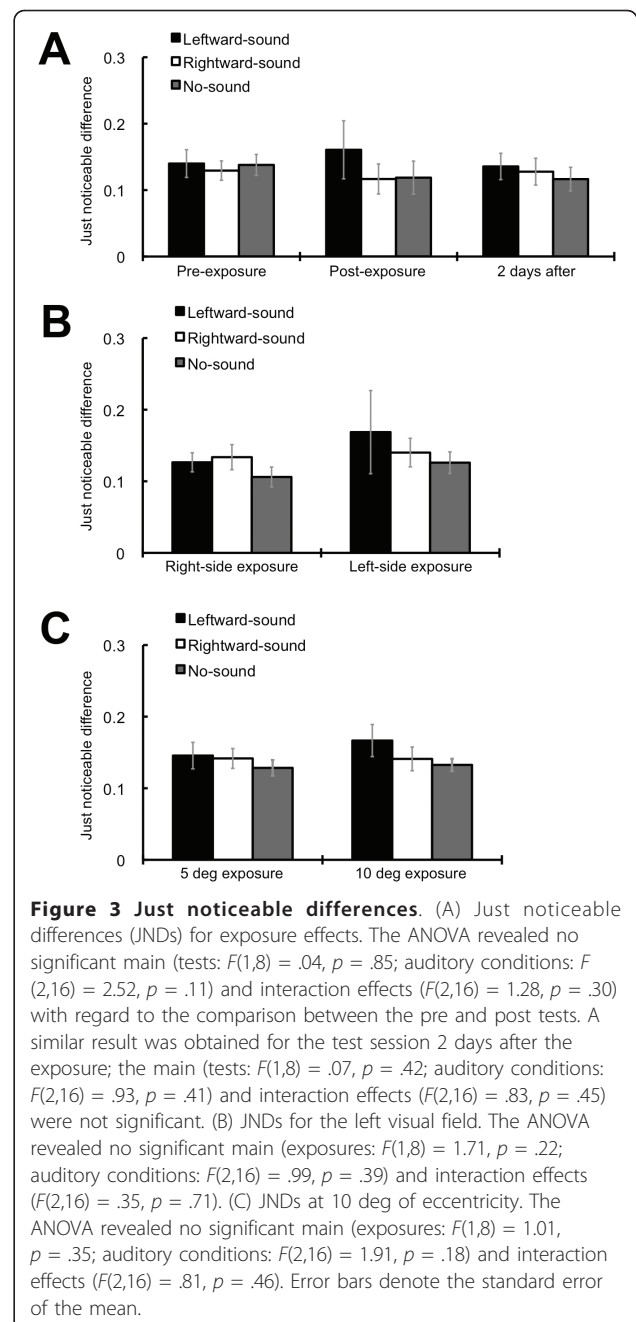 A
Leftward-sound
Rightward-sound
No-sound
Just noticeable difference
0.3
0.2
0.1
0
Pre-exposure Post-exposure 2 days after
B
Leftward-sound
Rightward-sound
No-sound
Just noticeable difference
0.3
0.2
0.1
0
Right-side exposure Left-side exposure
C
Leftward-sound
Rightward-sound
No-sound
Just noticeable difference
0.3
0.2
0.1
0
5 deg exposure 10 deg exposure
Figure 3 Just noticeable differences. (A) Just noticeable
differences (JNDs) for exposure effects. The ANOVA revealed no
significant main (tests: F(1,8) = .04, p = .85; auditory conditions: F
(2,16) = 2.52, p = .11) and interaction effects (F(2,16) = 1.28, p = .30)
with regard to the comparison between the pre and post tests. A
similar result was obtained for the test session 2 days after the
exposure; the main (tests: F(1,8) = .07, p = .42; auditory conditions:
F(2,16) = .93, p = .41) and interaction effects (F(2,16) = .83, p = .45)
were not significant. (B) JNDs for the left visual field. The ANOVA
revealed no significant main (exposures: F(1,8) = 1.71, p = .22;
auditory conditions: F(2,16) = .99, p = .39) and interaction effects
(F(2,16) = .35, p = .71). (C) JNDs at 10 deg of eccentricity. The
ANOVA revealed no significant main (exposures: F(1,8) = 1.01,
p = .35; auditory conditions: F(2,16) = 1.91, p = .18) and interaction
effects (F(2,16) = .81, p = .46). Error bars denote the standard error
of the mean.